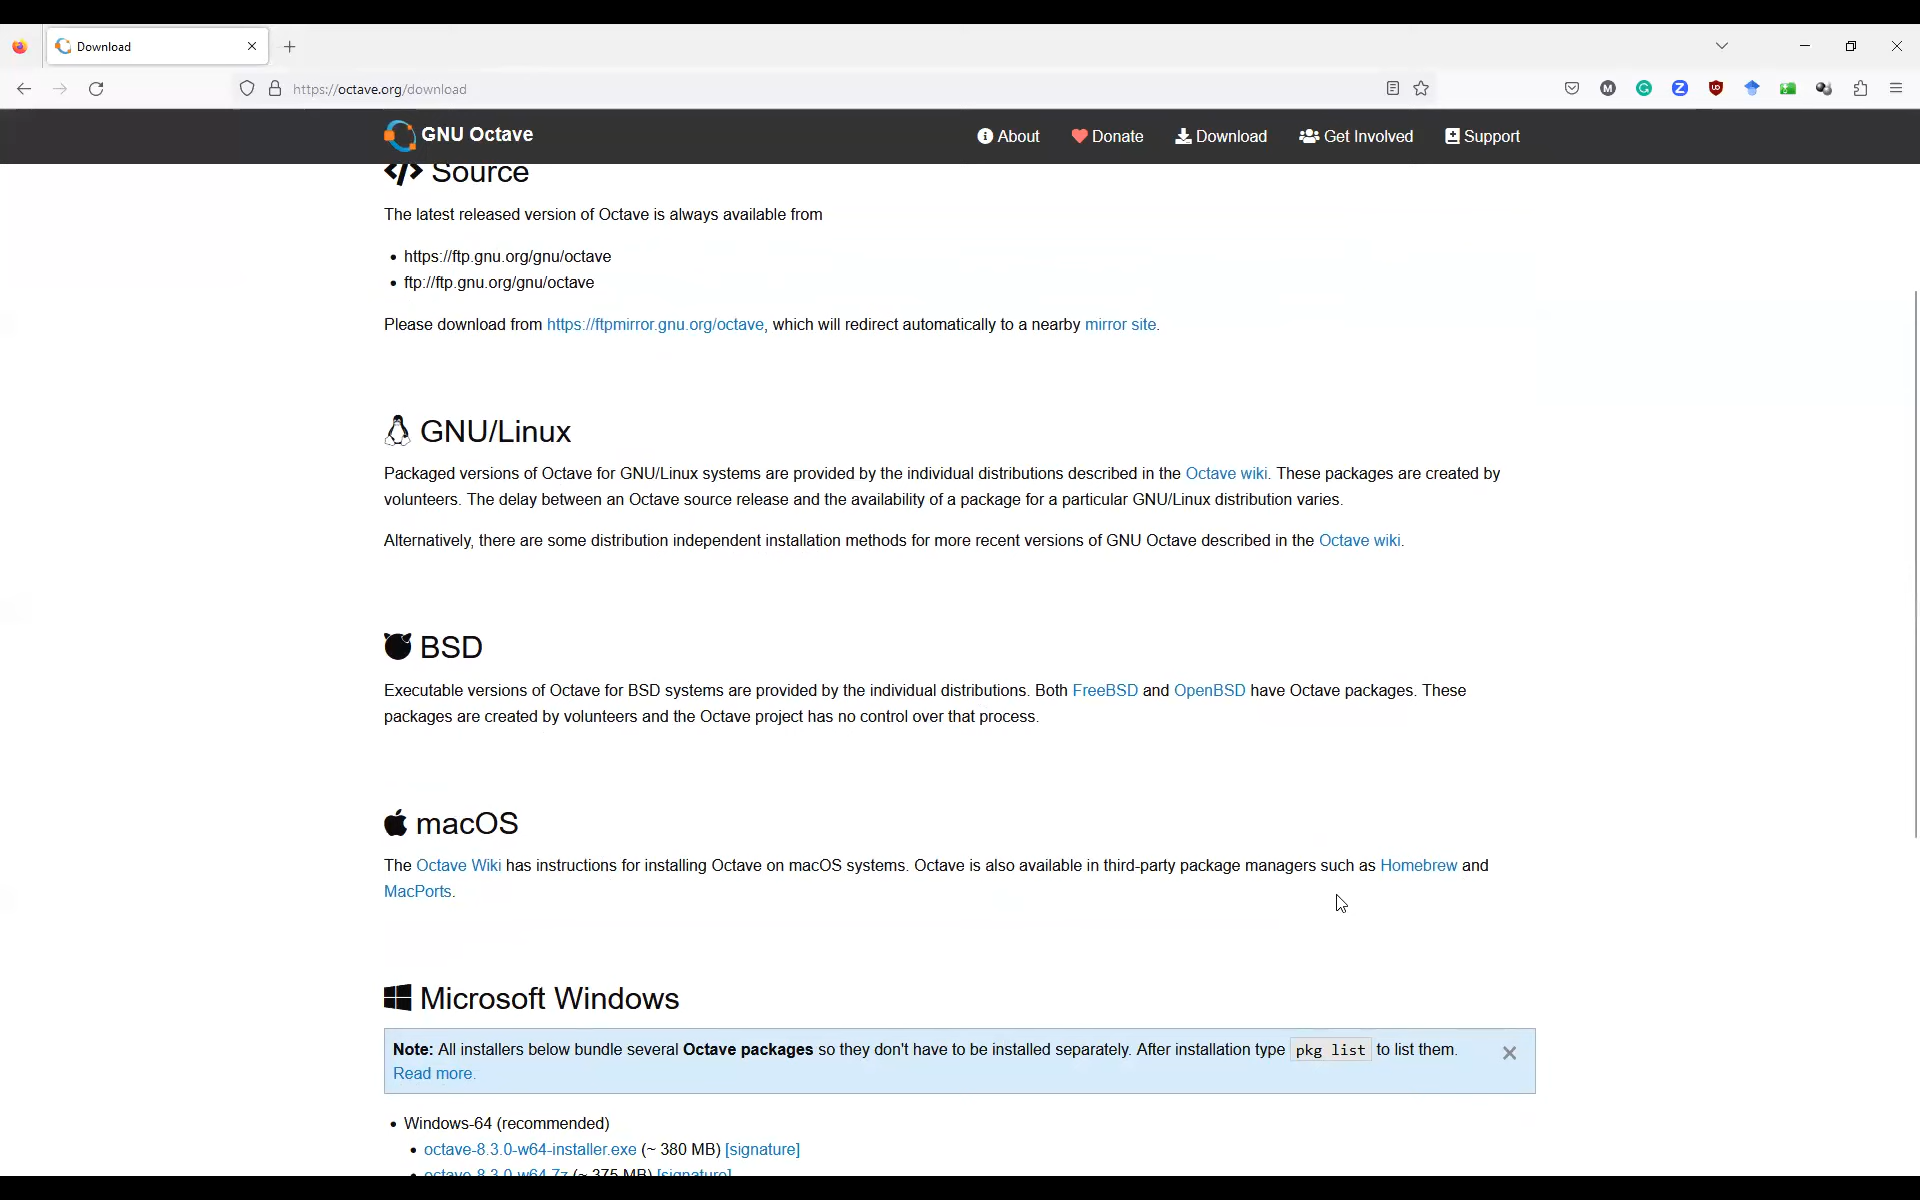 Download
https://octave.org/download
GNU Octave
About
Donate
Download
Get Involved
Support
Source
The latest released version of Octave is always available from
• https://ftp.gnu.org/gnu/octave
• ftp://ftp.gnu.org/gnu/octave
Please download from https://ftpmirror.gnu.org/octave, which will redirect automatically to a nearby mirror site.
GNU/Linux
Packaged versions of Octave for GNU/Linux systems are provided by the individual distributions described in the Octave wiki. These packages are created by
volunteers. The delay between an Octave source release and the availability of a package for a particular GNU/Linux distribution varies.
Alternatively, there are some distribution independent installation methods for more recent versions of GNU Octave described in the Octave wiki.
BSD
Executable versions of Octave for BSD systems are provided by the individual distributions. Both FreeBSD and OpenBSD have Octave packages. These
packages are created by volunteers and the Octave project has no control over that process.
macOS
The Octave Wiki has instructions for installing Octave on macOS systems. Octave is also available in third-party package managers such as Homebrew and
MacPorts.
Microsoft Windows
Note: All installers below bundle several Octave packages so they don't have to be installed separately. After installation type pkg list to list them.
Read more.
• Windows-64 (recommended)
• octave-8.3.0-w64-installer.exe (~ 380 MB) [signature]
• octave-8.3.0-w64.7z (~ 375 MB) [signature]